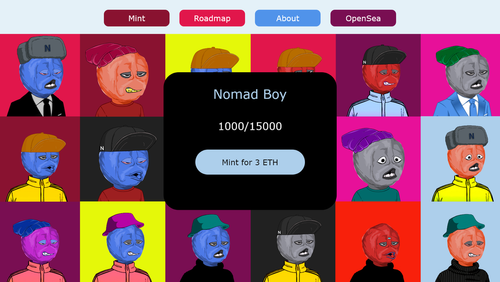 Mint
Roadmap
About
OpenSea
N
N
Nomad Boy
1000/15000
Mint for 3 ETH
N
N
N